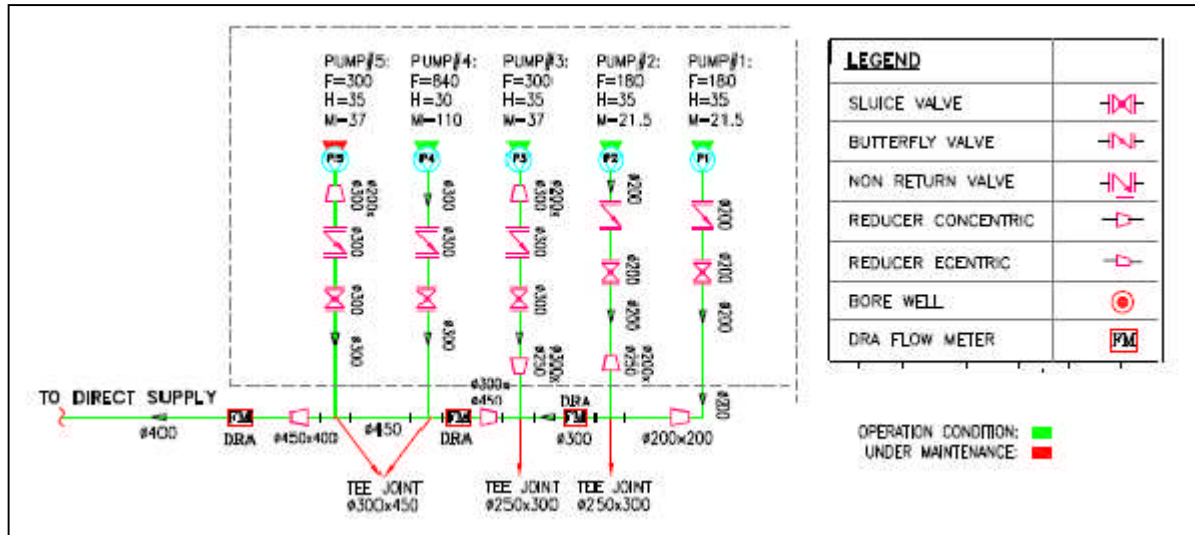 PUMP#5:
F=300
H=35
M-37
PUMP#4:
F=840
H=30
M-110
PUMP#3:
F=300
H=35
M-37
PUMP#2:
F=180
H=35
M-21.5
PUMP#1:
F=180
H=35
M-21.5
P5
P4
P3
P2
P1
ø200x
ø300
ø300
ø300
ø300
ø300
ø300
ø300
ø300
ø200x
ø300
ø300
ø300
ø300x
ø250
ø200
ø200
ø200
ø200x
ø250
ø200
ø200
ø200
ø200
TO DIRECT SUPPLY
ø400
FM
DRA
ø450x400
ø450
FM
DRA
ø300x
ø450
DRA
FM
ø300
ø200x200
TEE JOINT
ø300x450
TEE JOINT
ø250x300
TEE JOINT
ø250x300
LEGEND
SLUICE VALVE
BUTTERFLY VALVE
NON RETURN VALVE
REDUCER CONCENTRIC
REDUCER ECENTRIC
BORE WELL
DRA FLOW METER
FM
OPERATION CONDITION:
UNDER MAINTENANCE: